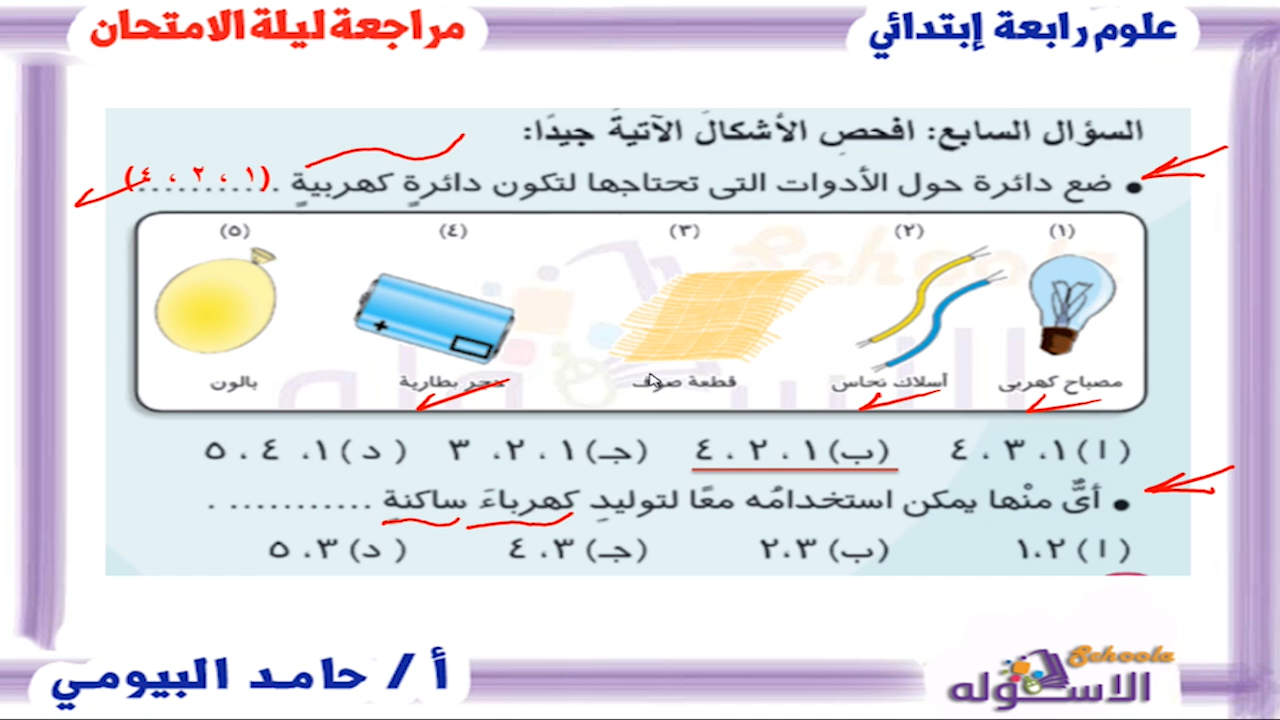 علوم رابعة إبتدائي
مراجعة ليلة الامتحان
السؤال السابع: افحصِ الأشكالَ الآتيةَ جيدًا:
• ضع دائرة حول الأدوات التى تحتاجها لتكون دائرةٍ كهربيةٍ .......... (١ ، ٢ ، ٤)
(١) (٢) (٣) (٤) (٥)
مصباح كهربى أسلاك نحاس قطعة صوف حجر بطارية بالون
(ا) ١، ٣ ، ٤ (ب) ١ ، ٢ ، ٤ (جـ) ١ ، ٢، ٣ (د) ١، ٤ ، ٥
• أىٌّ منْها يمكن استخدامُه معًا لتوليدِ كهرباءَ ساكنةٍ ............ .
(ا) ١،٢ (ب) ٢،٣ (جـ) ٣، ٤ (د) ٣، ٥
أ / حامد البيومي
Schoolz
الاسكوله